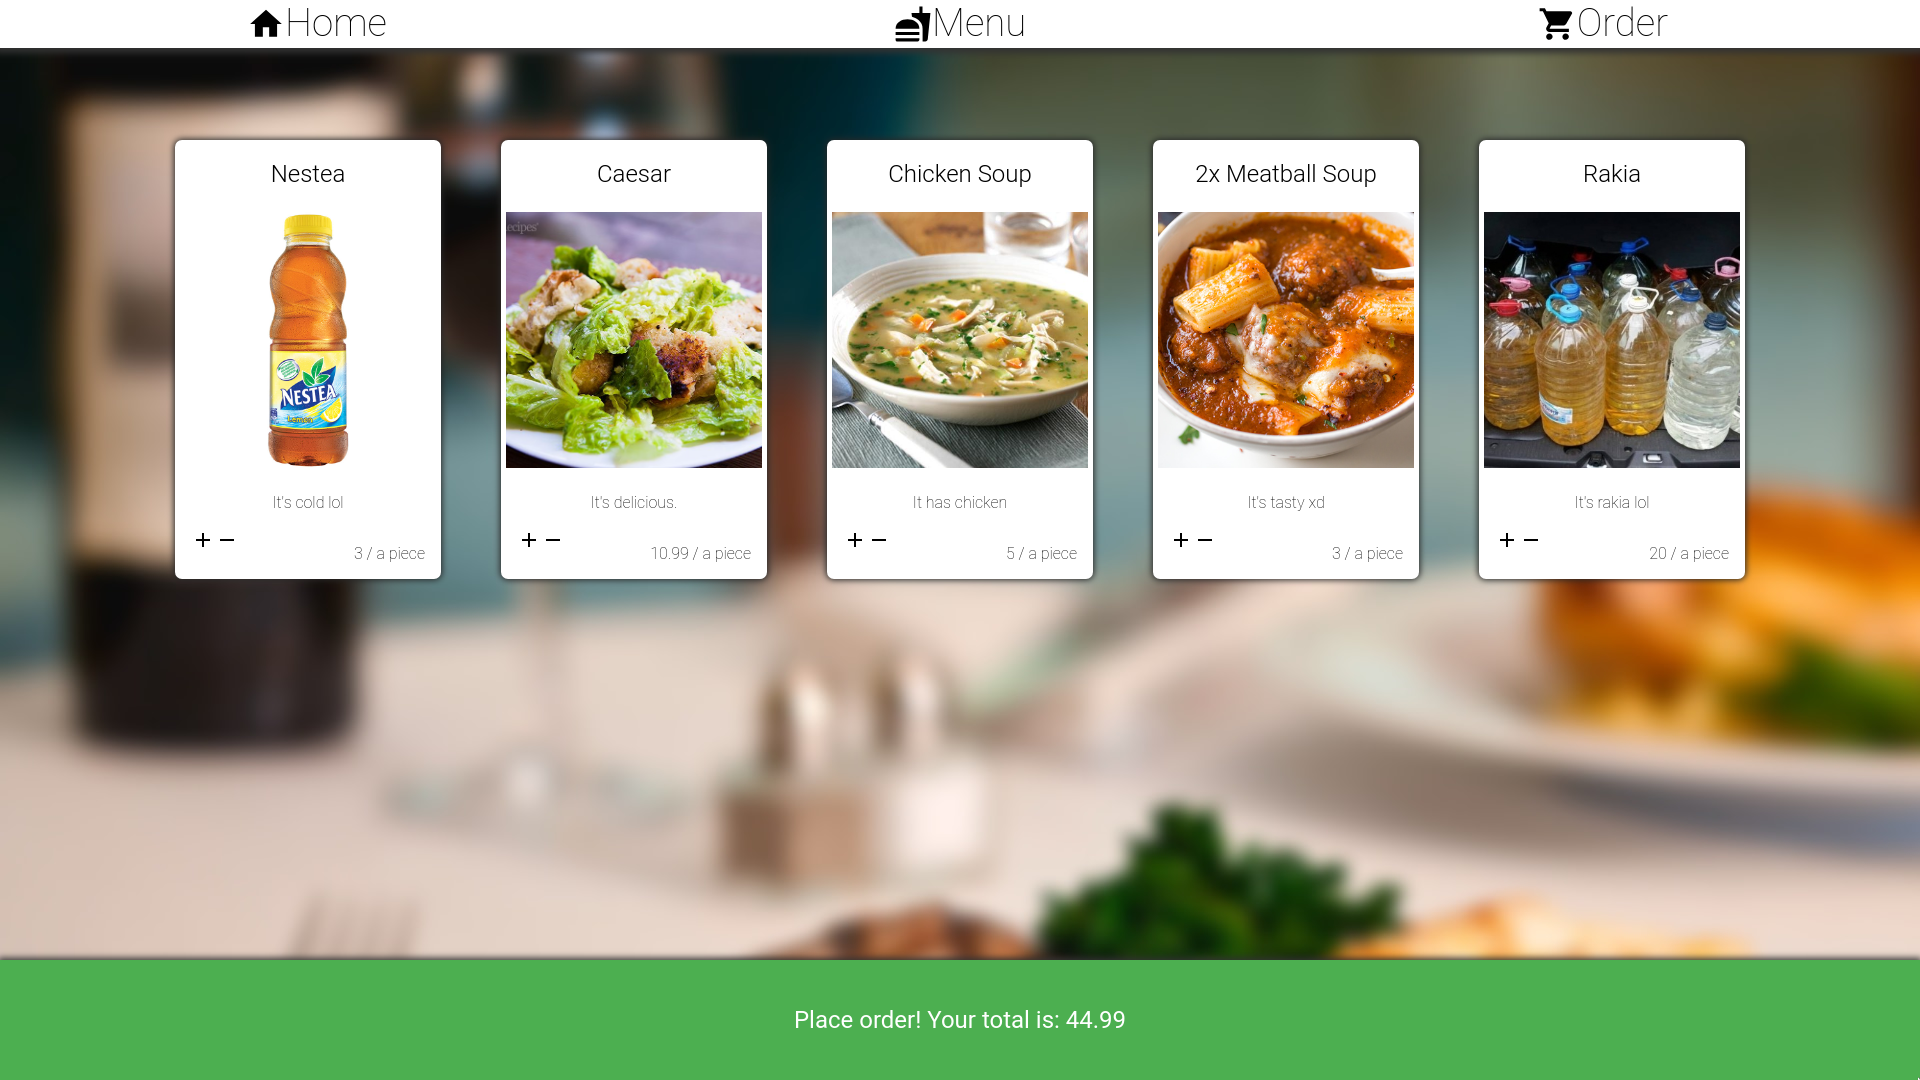 Home
Menu
Order
Nestea
Caesar
Chicken Soup
2x Meatball Soup
Rakia
ecipes
NESTEA
It's cold lol
It's delicious.
It has chicken
It's tasty xd
It's rakia lol
3 / a piece
10.99 / a piece
5 / a piece
3 / a piece
20 / a piece
Place order! Your total is: 44.99